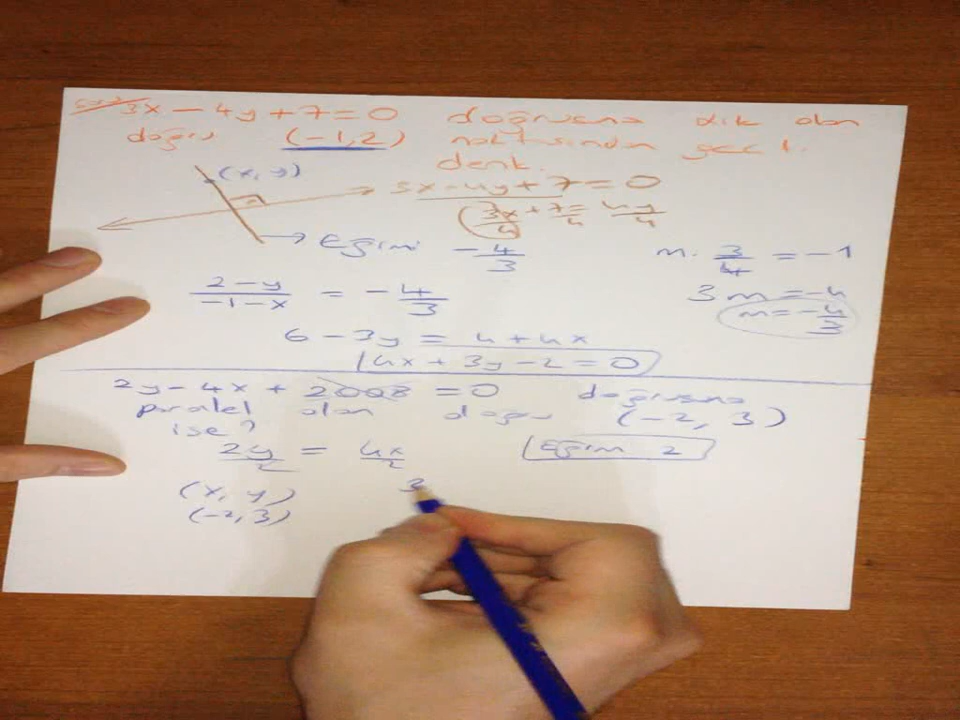 3x - 4y + 7 = 0 doğrusuna dik olan
doğru (-1,2) noktasından geçer.
denk.
(x, y)
3x - 4y + 7 = 0
3x/4 + 7/4 = 4y/4
Eğimi -4/3
m. 3/4 = -1
3m = -4
m = -4/3
2-y/-1-x = -4/3
6 - 3y = 4 + 4x
4x + 3y - 2 = 0
2y - 4x + 2008 = 0 doğrusuna
paralel olan doğru (-2, 3)
ise?
2y/2 = 4x/2
Eğim 2
(x, y)
(-2, 3)
3